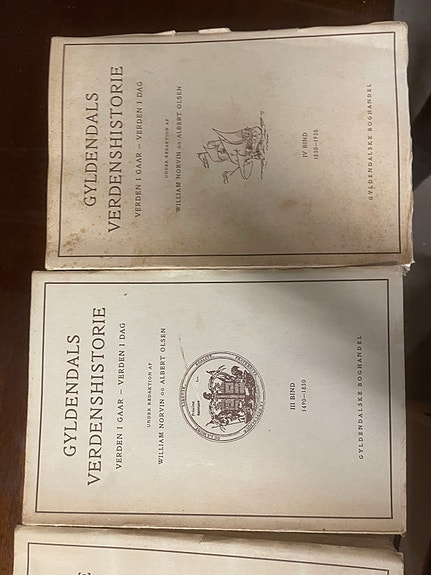 GYLDENDALS
VERDENSHISTORIE
VERDEN I GAAR – VERDEN I DAG
UNDER REDAKTION AF
WILLIAM NORVIN OG ALBERT OLSEN
IV BIND
1830–1935
GYLDENDALSKE BOGHANDEL
GYLDENDALS
VERDENSHISTORIE
VERDEN I GAAR – VERDEN I DAG
UNDER REDAKTION AF
WILLIAM NORVIN OG ALBERT OLSEN
III BIND
1490–1830
GYLDENDALSKE BOGHANDEL